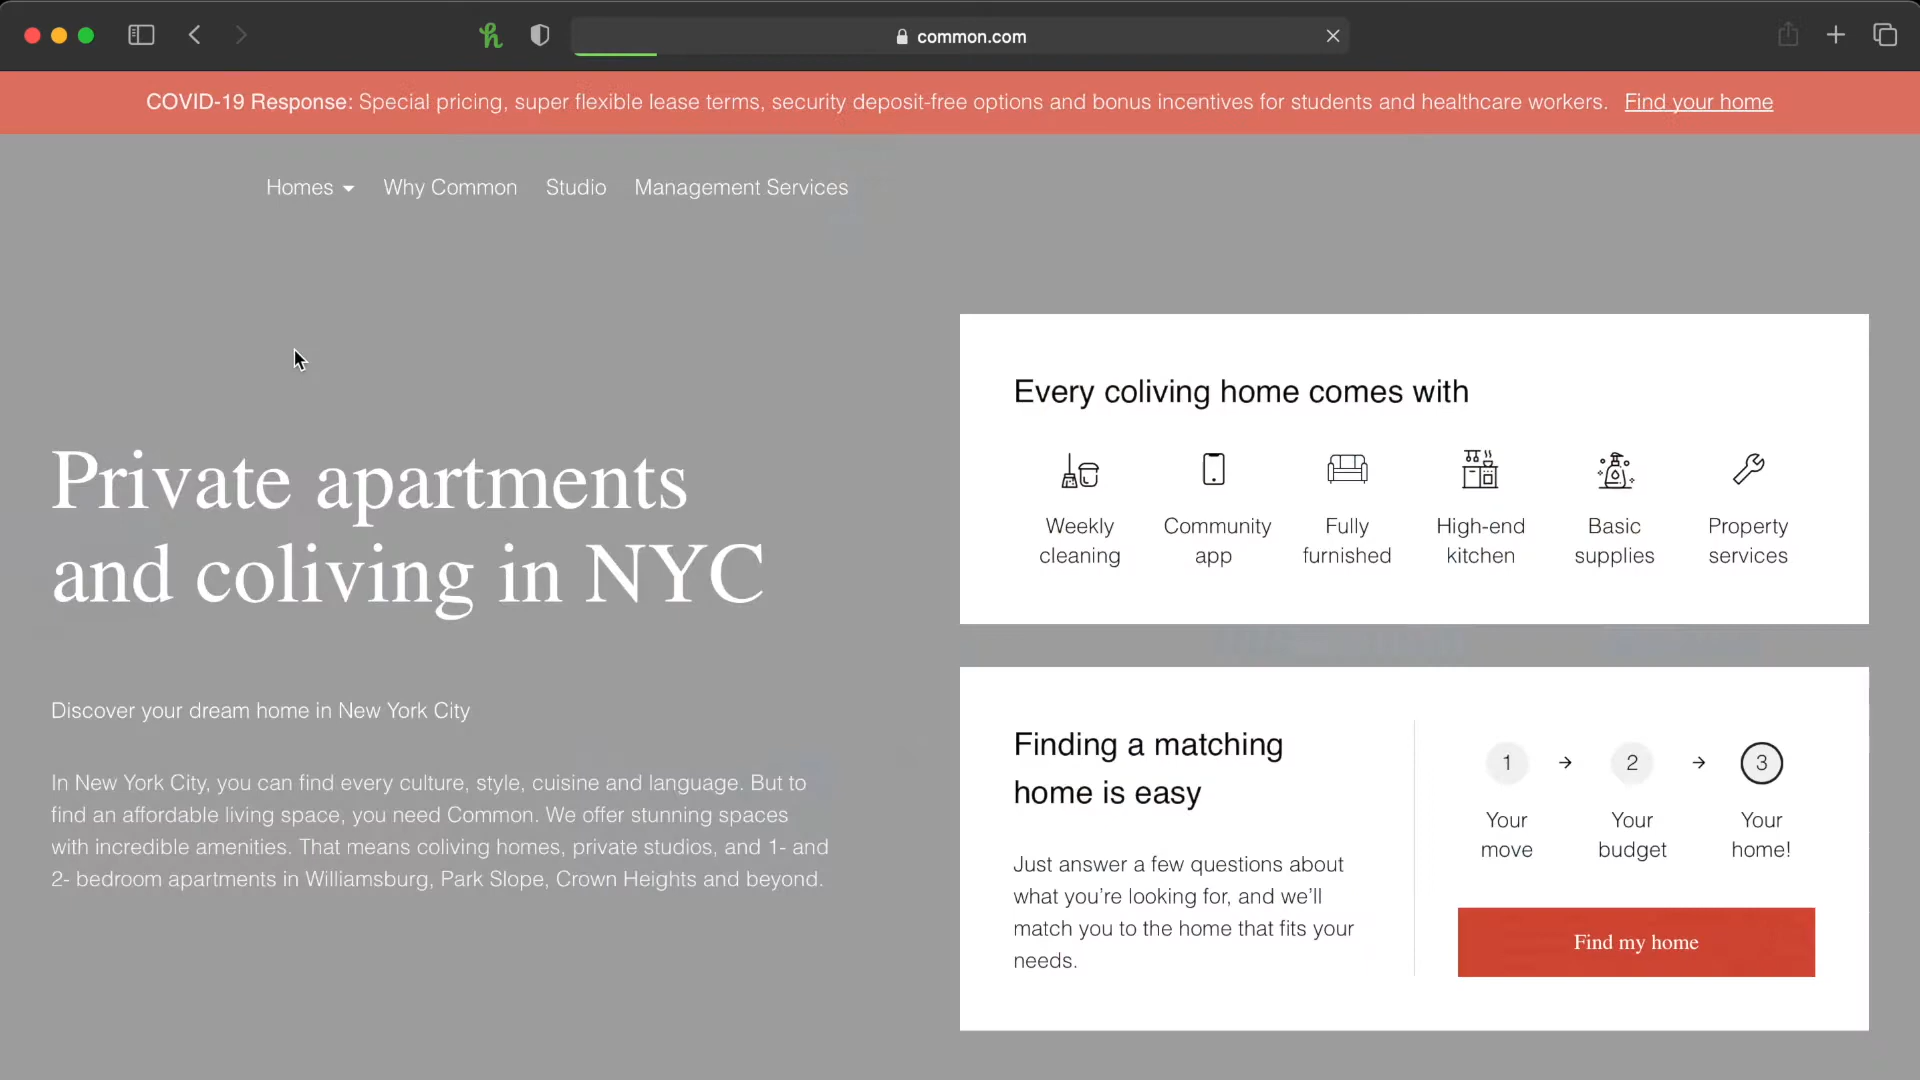 common.com
COVID-19 Response: Special pricing, super flexible lease terms, security deposit-free options and bonus incentives for students and healthcare workers. Find your home
Homes Why Common Studio Management Services
Private apartments
and coliving in NYC
Discover your dream home in New York City
In New York City, you can find every culture, style, cuisine and language. But to
find an affordable living space, you need Common. We offer stunning spaces
with incredible amenities. That means coliving homes, private studios, and 1- and
2- bedroom apartments in Williamsburg, Park Slope, Crown Heights and beyond.
Every coliving home comes with
Weekly
cleaning
Community
app
Fully
furnished
High-end
kitchen
Basic
supplies
Property
services
Finding a matching
home is easy
Just answer a few questions about
what you’re looking for, and we’ll
match you to the home that fits your
needs.
1 → 2 → 3
Your
move
Your
budget
Your
home!
Find my home